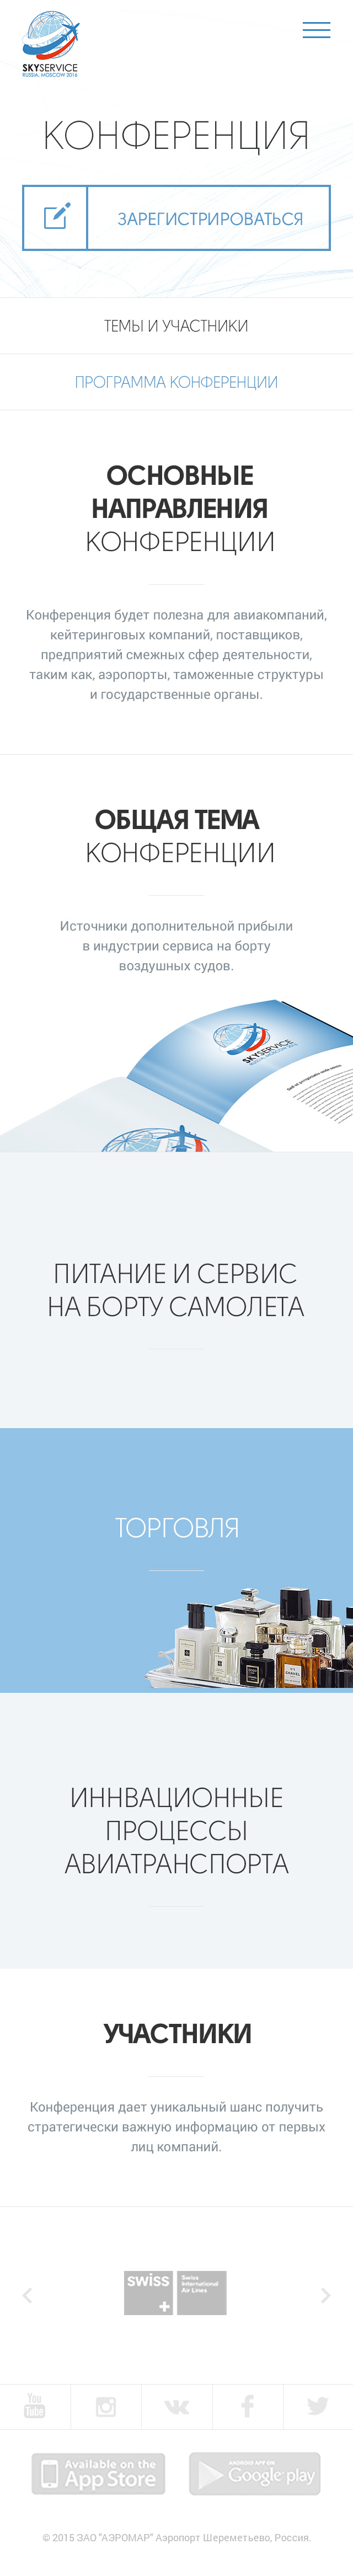 SKYSERVICE
RUSSIA, MOSCOW 2016
КОНФЕРЕНЦИЯ
ЗАРЕГИСТРИРОВАТЬСЯ
ТЕМЫ И УЧАСТНИКИ
ПРОГРАММА КОНФЕРЕНЦИИ
ОСНОВНЫЕ
НАПРАВЛЕНИЯ
КОНФЕРЕНЦИИ
Конференция будет полезна для авиакомпаний,
кейтеринговых компаний, поставщиков,
предприятий смежных сфер деятельности,
таким как, аэропорты, таможенные структуры
и государственные органы.
ОБЩАЯ ТЕМА
КОНФЕРЕНЦИИ
Источники дополнительной прибыли
в индустрии сервиса на борту
воздушных судов.
SKYSERVICE
ПИТАНИЕ И СЕРВИС
НА БОРТУ САМОЛЕТА
ТОРГОВЛЯ
ИННВАЦИОННЫЕ
ПРОЦЕССЫ
АВИАТРАНСПОРТА
УЧАСТНИКИ
Конференция дает уникальный шанс получить
стратегически важную информацию от первых
лиц компаний.
swiss Swiss
International
Air Lines
You
Tube
Available on the
App Store
ANDROID APP ON
Google play
© 2015 ЗАО "АЭРОМАР" Аэропорт Шереметьево, Россия.